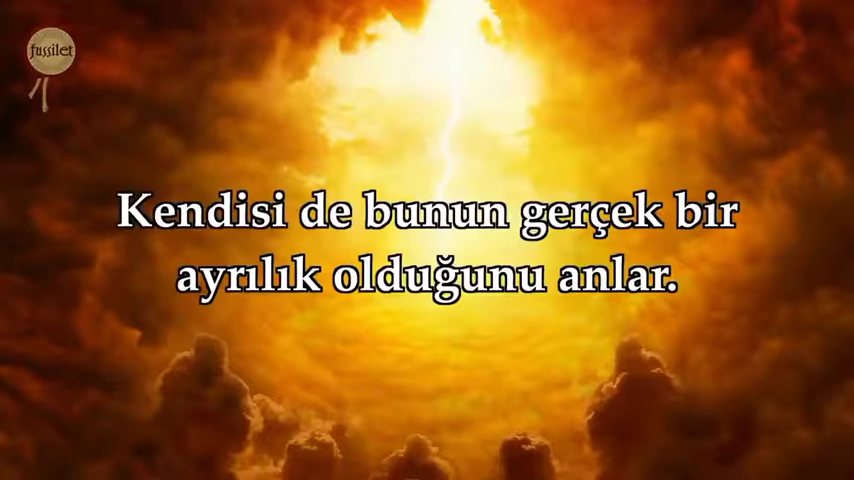 fussilet
Kendisi de bunun gerçek bir
ayrılık olduğunu anlar.